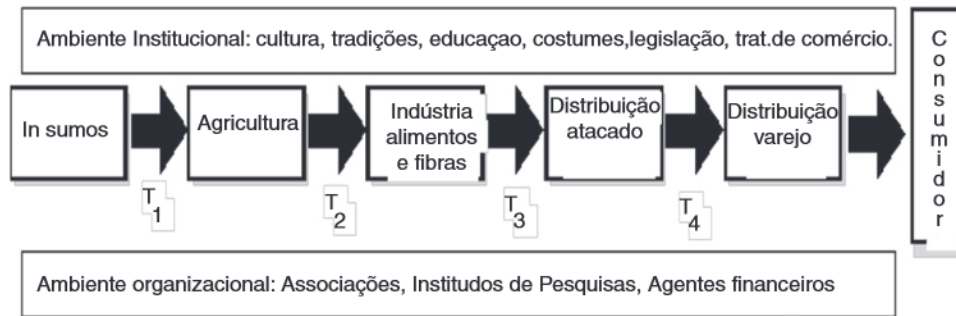 Ambiente Institucional: cultura, tradições, educaçao, costumes,legislação, trat.de comércio.
In sumos
Agricultura
Indústria
alimentos
e fibras
Distribuição
atacado
Distribuição
varejo
Consumidor
T
1
T
2
T
3
T
4
Ambiente organizacional: Associações, Institudos de Pesquisas, Agentes financeiros